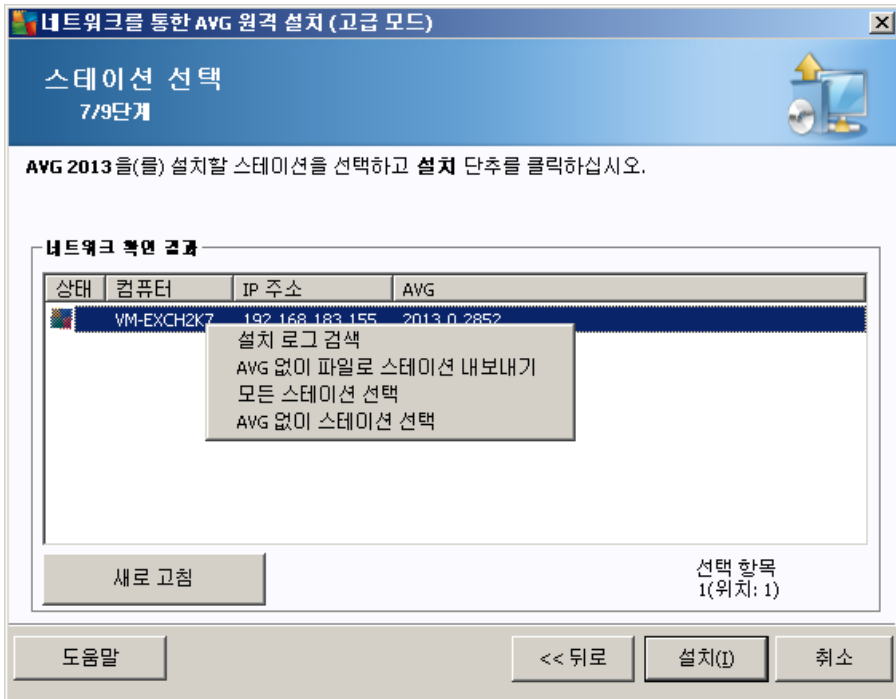 네트워크를 통한 AVG 원격 설치 (고급 모드)
스테이션 선택
7/9단계
AVG 2013을(를) 설치할 스테이션을 선택하고 설치 단추를 클릭하십시오.
네트워크 확인 결과
상태 컴퓨터 IP 주소 AVG
VM-EXCH2K7 192.168.183.155 2013.0.2852
설치 로그 검색
AVG 없이 파일로 스테이션 내보내기
모든 스테이션 선택
AVG 없이 스테이션 선택
새로 고침
선택 항목
1(위치: 1)
도움말 << 뒤로 설치(I) 취소